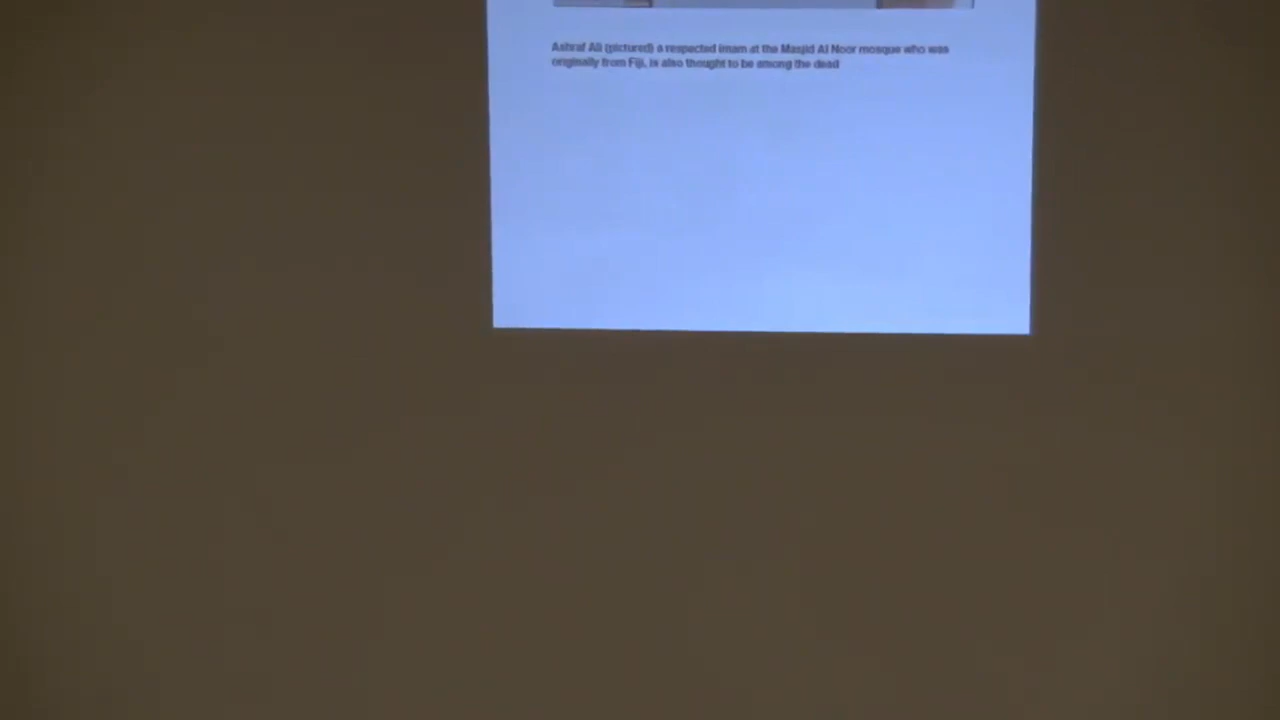 Ashraf Ali (pictured) a respected imam at the Masjid Al Noor mosque who was
originally from Fiji, is also thought to be among the dead